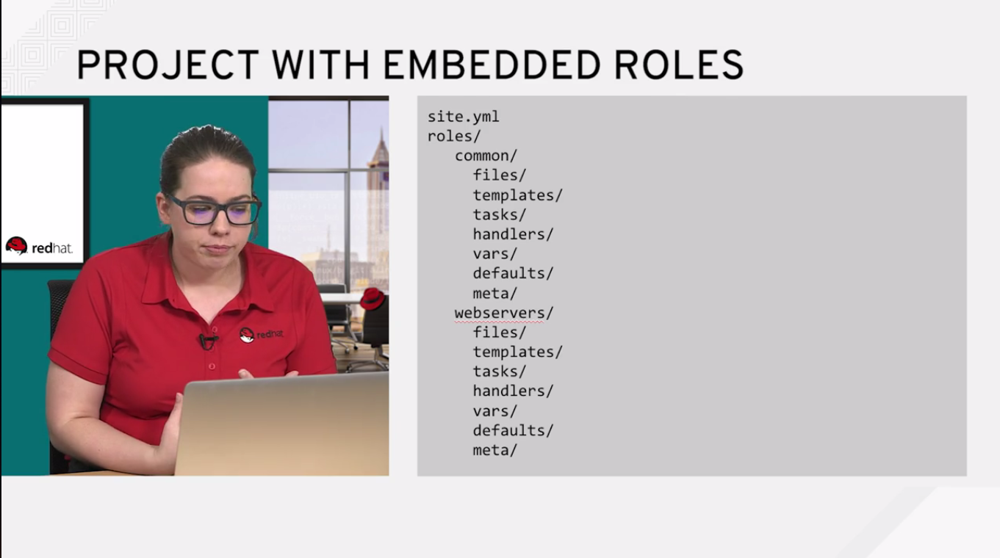 PROJECT WITH EMBEDDED ROLES
redhat.
redhat
site.yml
roles/
common/
files/
templates/
tasks/
handlers/
vars/
defaults/
meta/
webservers/
files/
templates/
tasks/
handlers/
vars/
defaults/
meta/